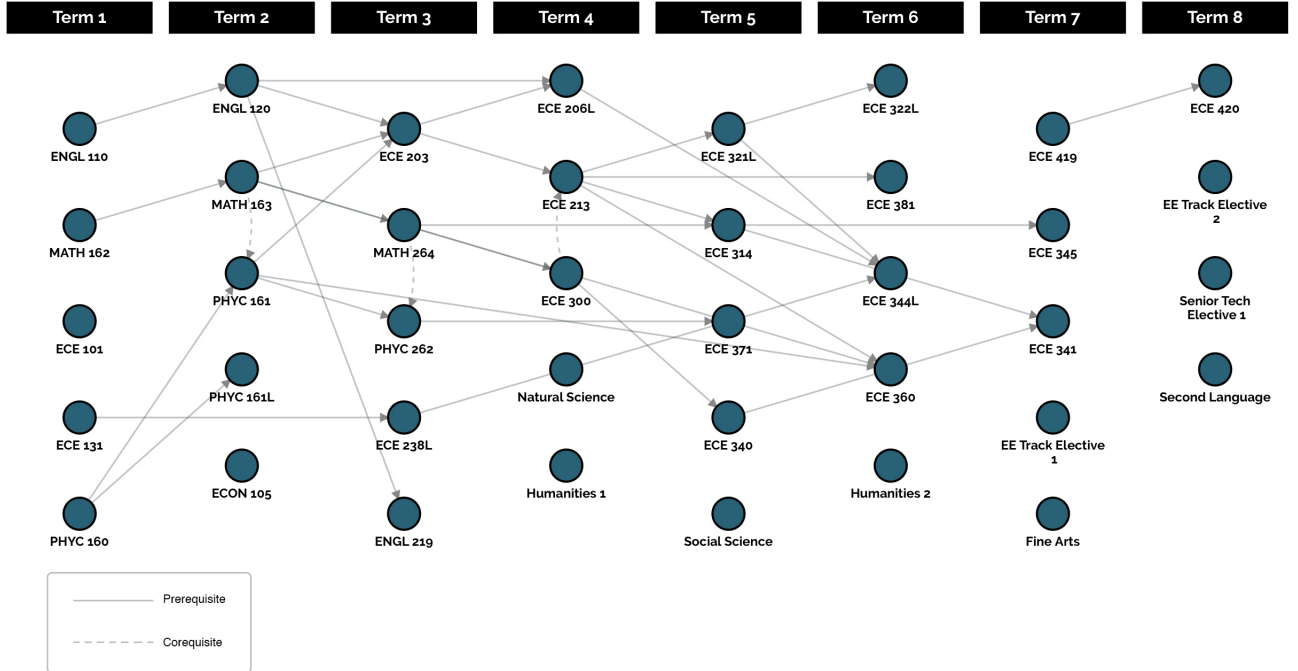 Term 1
Term 2
Term 3
Term 4
Term 5
Term 6
Term 7
Term 8
ENGL 110
MATH 162
ECE 101
ECE 131
PHYC 160
ENGL 120
MATH 163
PHYC 161
PHYC 161L
ECON 105
ECE 203
MATH 264
PHYC 262
ECE 238L
ENGL 219
ECE 206L
ECE 213
ECE 300
Natural Science
Humanities 1
ECE 321L
ECE 314
ECE 371
ECE 340
Social Science
ECE 322L
ECE 381
ECE 344L
ECE 360
Humanities 2
ECE 419
ECE 345
ECE 341
EE Track Elective
1
Fine Arts
ECE 420
EE Track Elective
2
Senior Tech
Elective 1
Second Language
Prerequisite
Corequisite